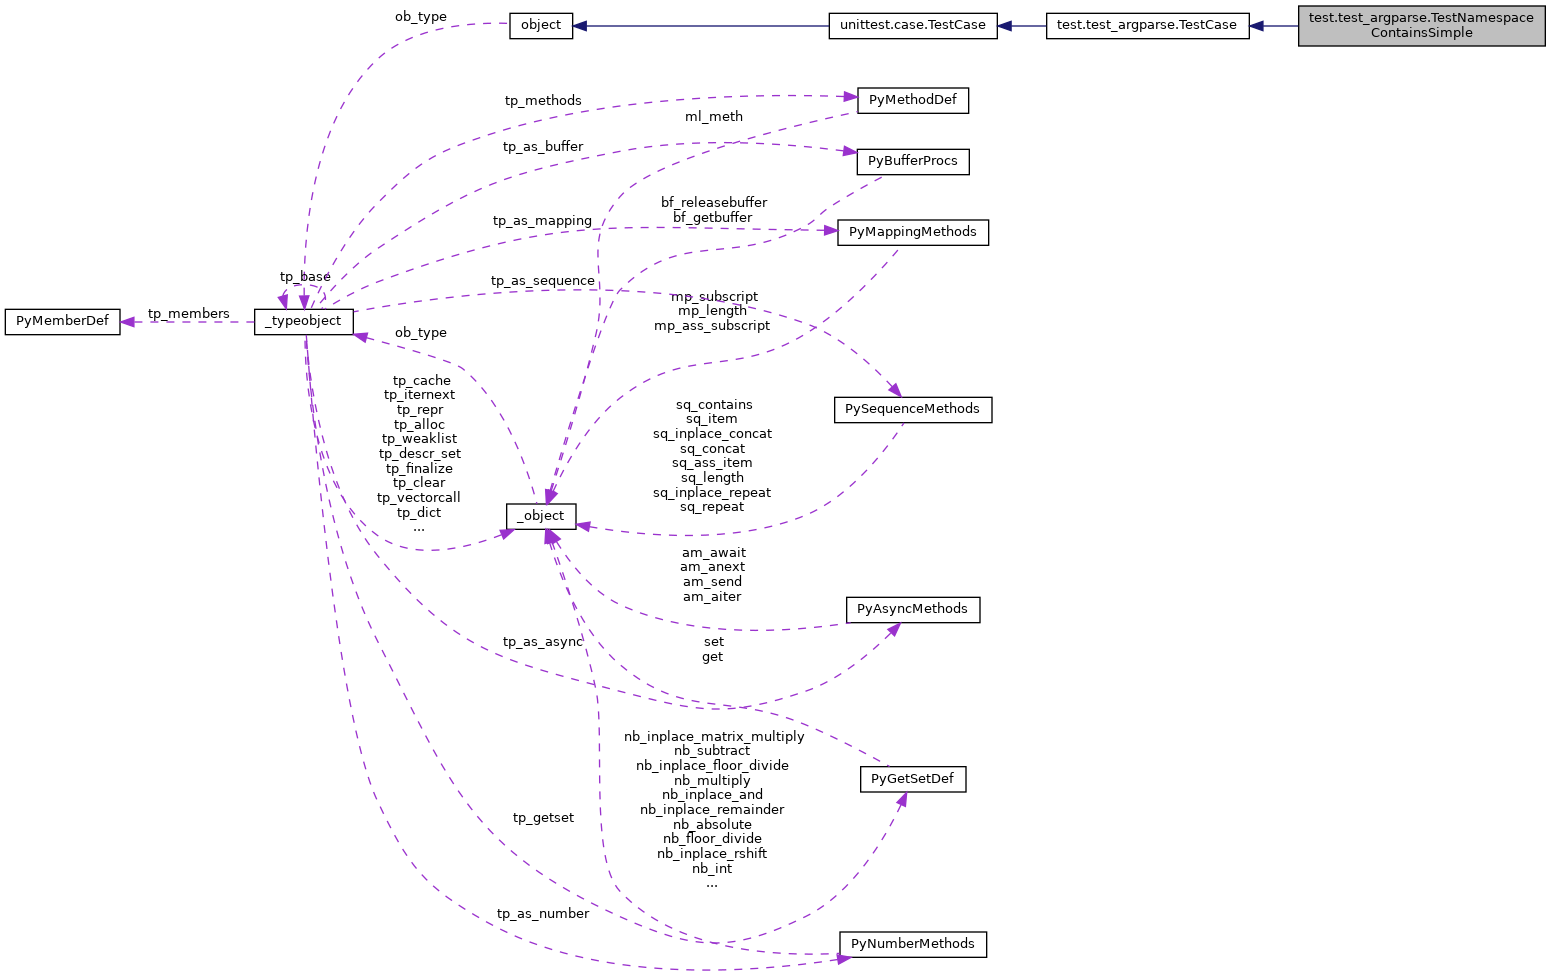 ob_type
object
unittest.case.TestCase
test.test_argparse.TestCase
test.test_argparse.TestNamespace
ContainsSimple
tp_methods
PyMethodDef
ml_meth
tp_as_buffer
PyBufferProcs
bf_releasebuffer
bf_getbuffer
tp_as_mapping
PyMappingMethods
tp_base
tp_as_sequence
mp_subscript
mp_length
mp_ass_subscript
PyMemberDef
tp_members
_typeobject
ob_type
tp_cache
tp_iternext
tp_repr
tp_alloc
tp_weaklist
tp_descr_set
tp_finalize
tp_clear
tp_vectorcall
tp_dict
...
sq_contains
sq_item
sq_inplace_concat
sq_concat
sq_ass_item
sq_length
sq_inplace_repeat
sq_repeat
PySequenceMethods
_object
am_await
am_anext
am_send
am_aiter
PyAsyncMethods
tp_as_async
set
get
nb_inplace_matrix_multiply
nb_subtract
nb_inplace_floor_divide
nb_multiply
nb_inplace_and
nb_inplace_remainder
nb_absolute
nb_floor_divide
nb_inplace_rshift
nb_int
...
PyGetSetDef
tp_getset
tp_as_number
PyNumberMethods